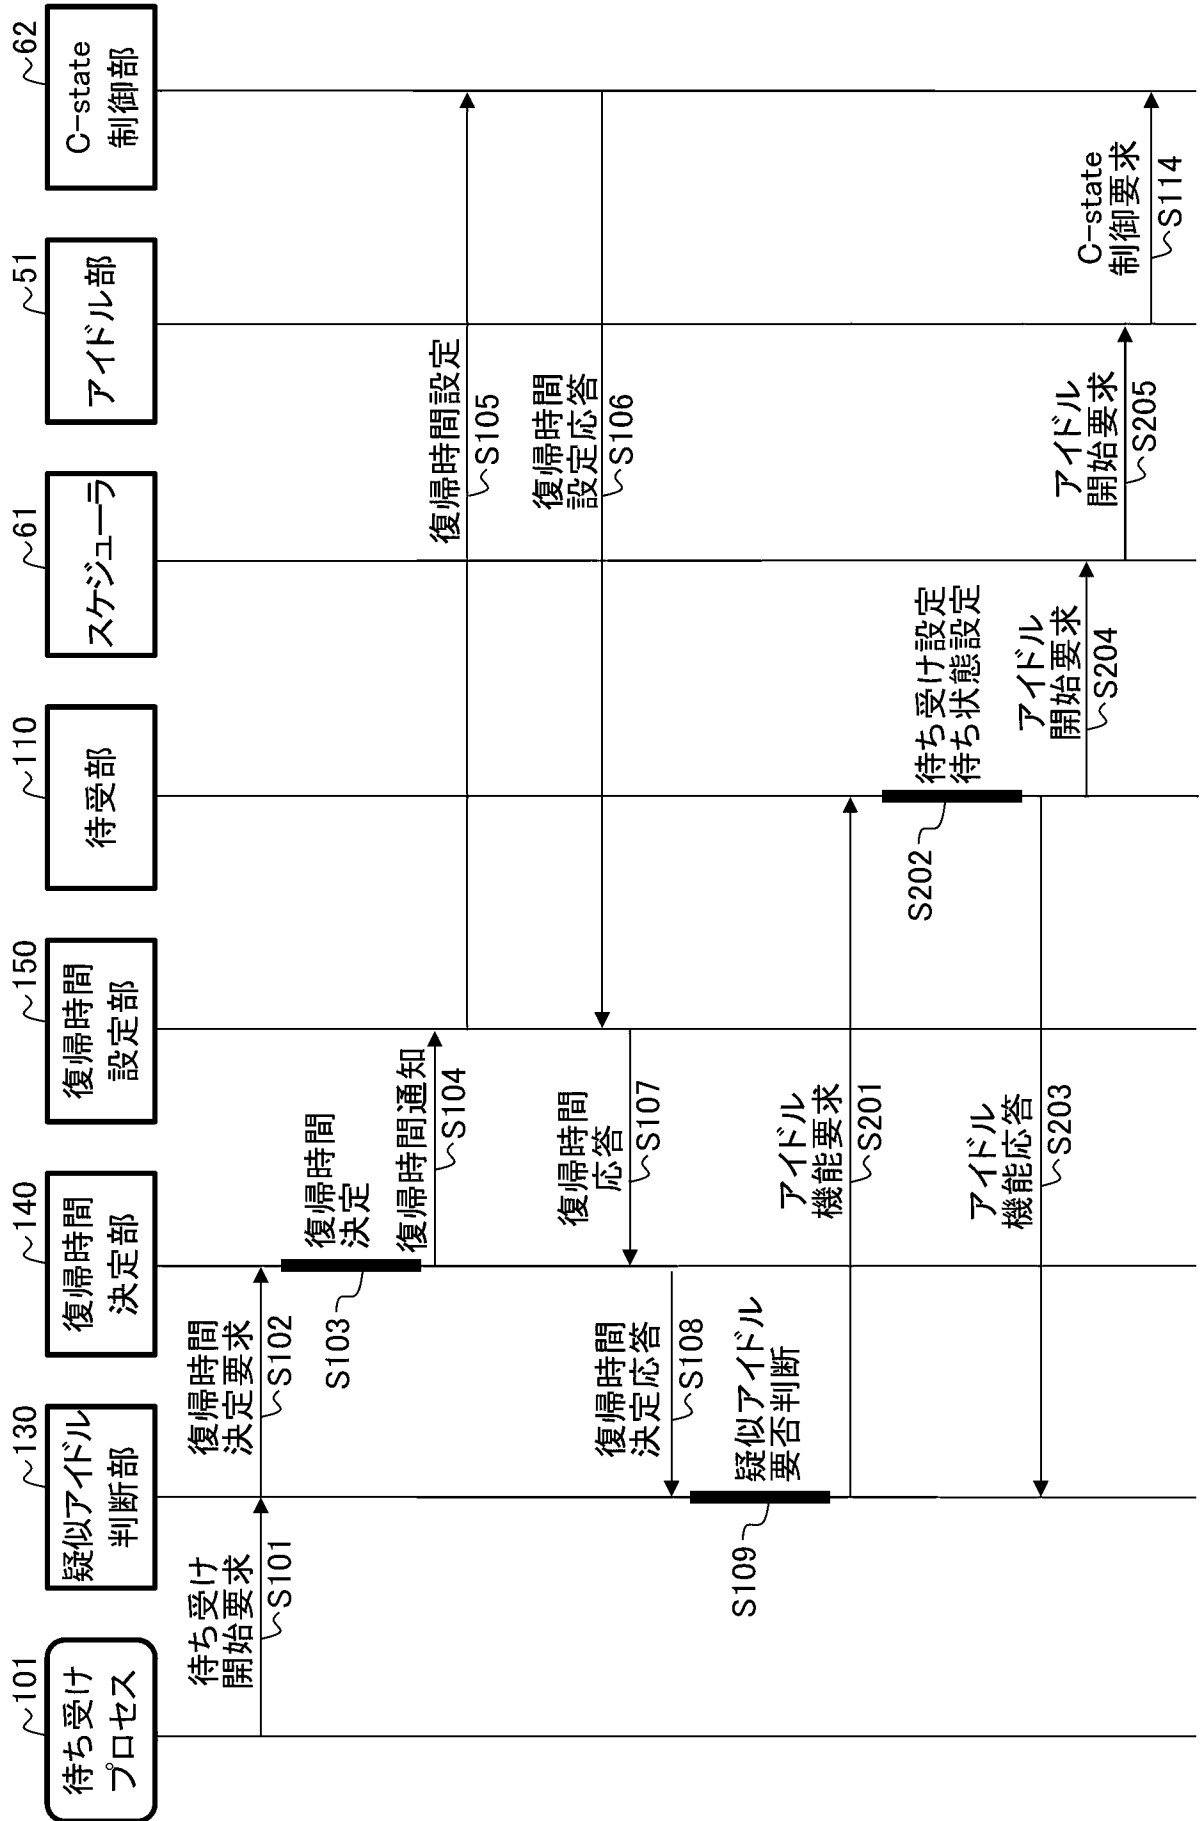 ~101
待ち受け
プロセス
~130
疑似アイドル
判断部
~140
復帰時間
決定部
~150
復帰時間
設定部
~110
待受部
~61
スケジューラ
~51
アイドル部
~62
C-state
制御部
待ち受け
開始要求
~S101
復帰時間
決定要求
~S102
復帰時間
決定
S103
復帰時間通知
~S104
復帰時間設定
~S105
復帰時間
設定応答
~S106
復帰時間
応答
~S107
復帰時間
決定応答
~S108
疑似アイドル
要否判断
S109
アイドル
機能要求
~S201
待ち受け設定
待ち状態設定
S202
アイドル
機能応答
~S203
アイドル
開始要求
~S204
アイドル
開始要求
~S205
C-state
制御要求
~S114